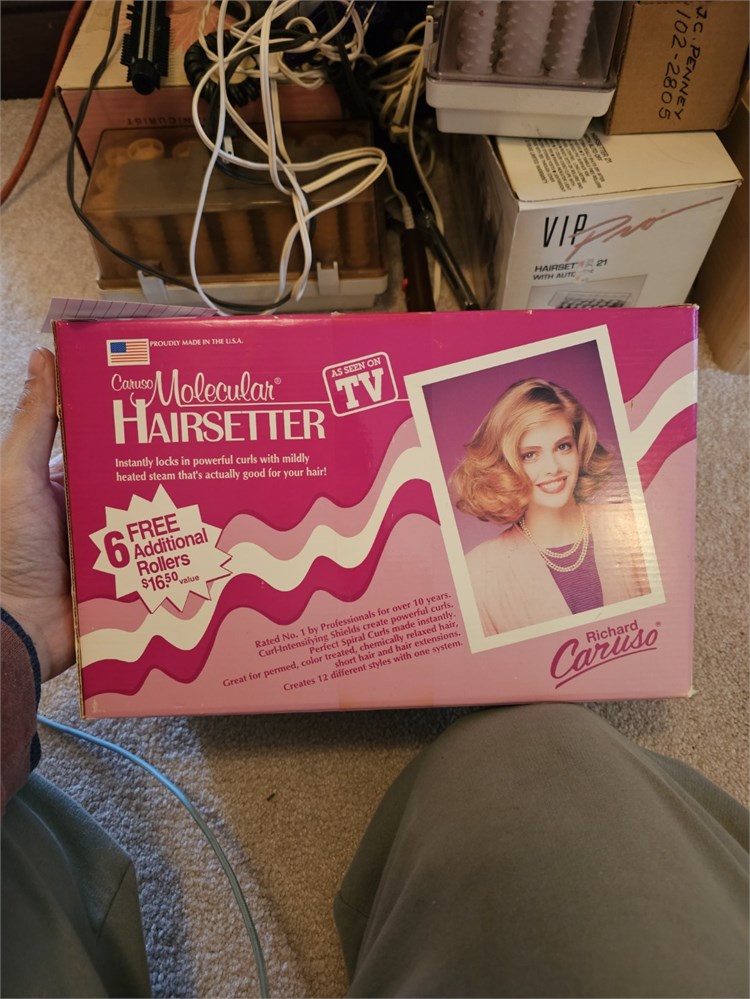 J.C. PENNEY
102-2805
VIP Pro
HAIRSETTER 21
PROUDLY MADE IN THE U.S.A.
Caruso Molecular®
HAIRSETTER
AS SEEN ON
TV
Instantly locks in powerful curls with mildly
heated steam that's actually good for your hair!
6 FREE
Additional
Rollers
$16.50 value
Rated No. 1 by Professionals for over 10 years.
Curl-Intensifying Shields create powerful curls.
Perfect Spiral Curls made instantly.
Great for permed, color treated, chemically relaxed hair,
short hair and hair extensions.
Creates 12 different styles with one system.
Richard
Caruso®